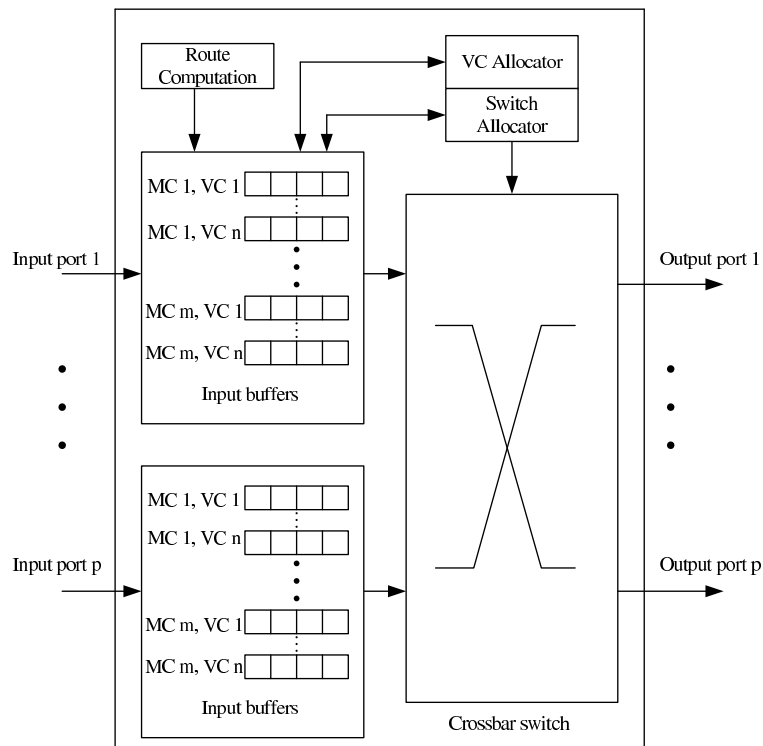 Route
Computation
VC Allocator
Switch
Allocator
MC 1, VC 1
MC 1, VC n
MC m, VC 1
MC m, VC n
Input buffers
Input port 1
Output port 1
MC 1, VC 1
MC 1, VC n
MC m, VC 1
MC m, VC n
Input buffers
Input port p
Output port p
Crossbar switch